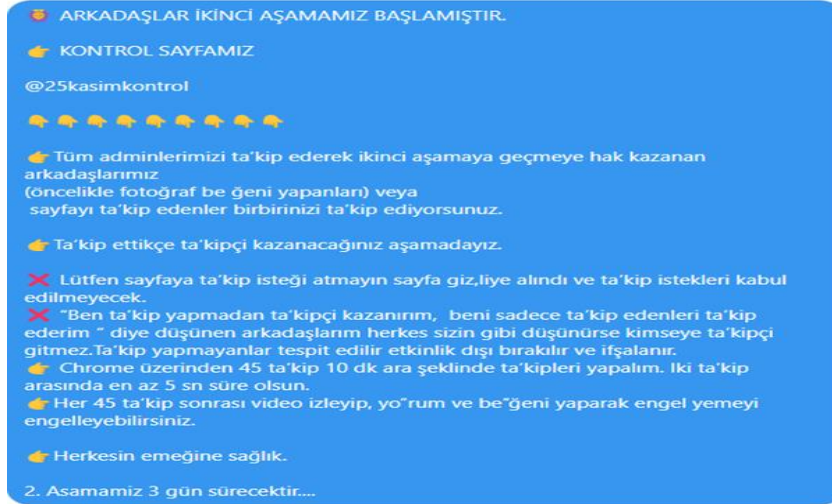 🥇 ARKADAŞLAR İKİNCİ AŞAMAMIZ BAŞLAMIŞTIR.
👉 KONTROL SAYFAMIZ
@25kasimkontrol
👇👇👇👇👇👇👇👇👇
👉Tüm adminlerimizi ta'kip ederek ikinci aşamaya geçmeye hak kazanan
arkadaşlarımız
(öncelikle fotoğraf be ğeni yapanları) veya
sayfayı ta'kip edenler birbirinizi ta'kip ediyorsunuz.
👉Ta'kip ettikçe ta'kipçi kazanacağınız aşamadayız.
❌ Lütfen sayfaya ta'kip isteği atmayın sayfa giz,liye alındı ve ta'kip istekleri kabul
edilmeyecek.
❌ "Ben ta'kip yapmadan ta'kipçi kazanırım, beni sadece ta'kip edenleri ta'kip
ederim " diye düşünen arkadaşlarım herkes sizin gibi düşünürse kimseye ta'kipçi
gitmez.Ta'kip yapmayanlar tespit edilir etkinlik dışı bırakılır ve ifşalanır.
👉 Chrome üzerinden 45 ta'kip 10 dk ara şeklinde ta'kipleri yapalım. Iki ta'kip
arasında en az 5 sn süre olsun.
👉Her 45 ta'kip sonrası video izleyip, yo"rum ve be"ğeni yaparak engel yemeyi
engelleyebilirsiniz.
👉Herkesin emeğine sağlık.
2. Asamamiz 3 gün sürecektir....